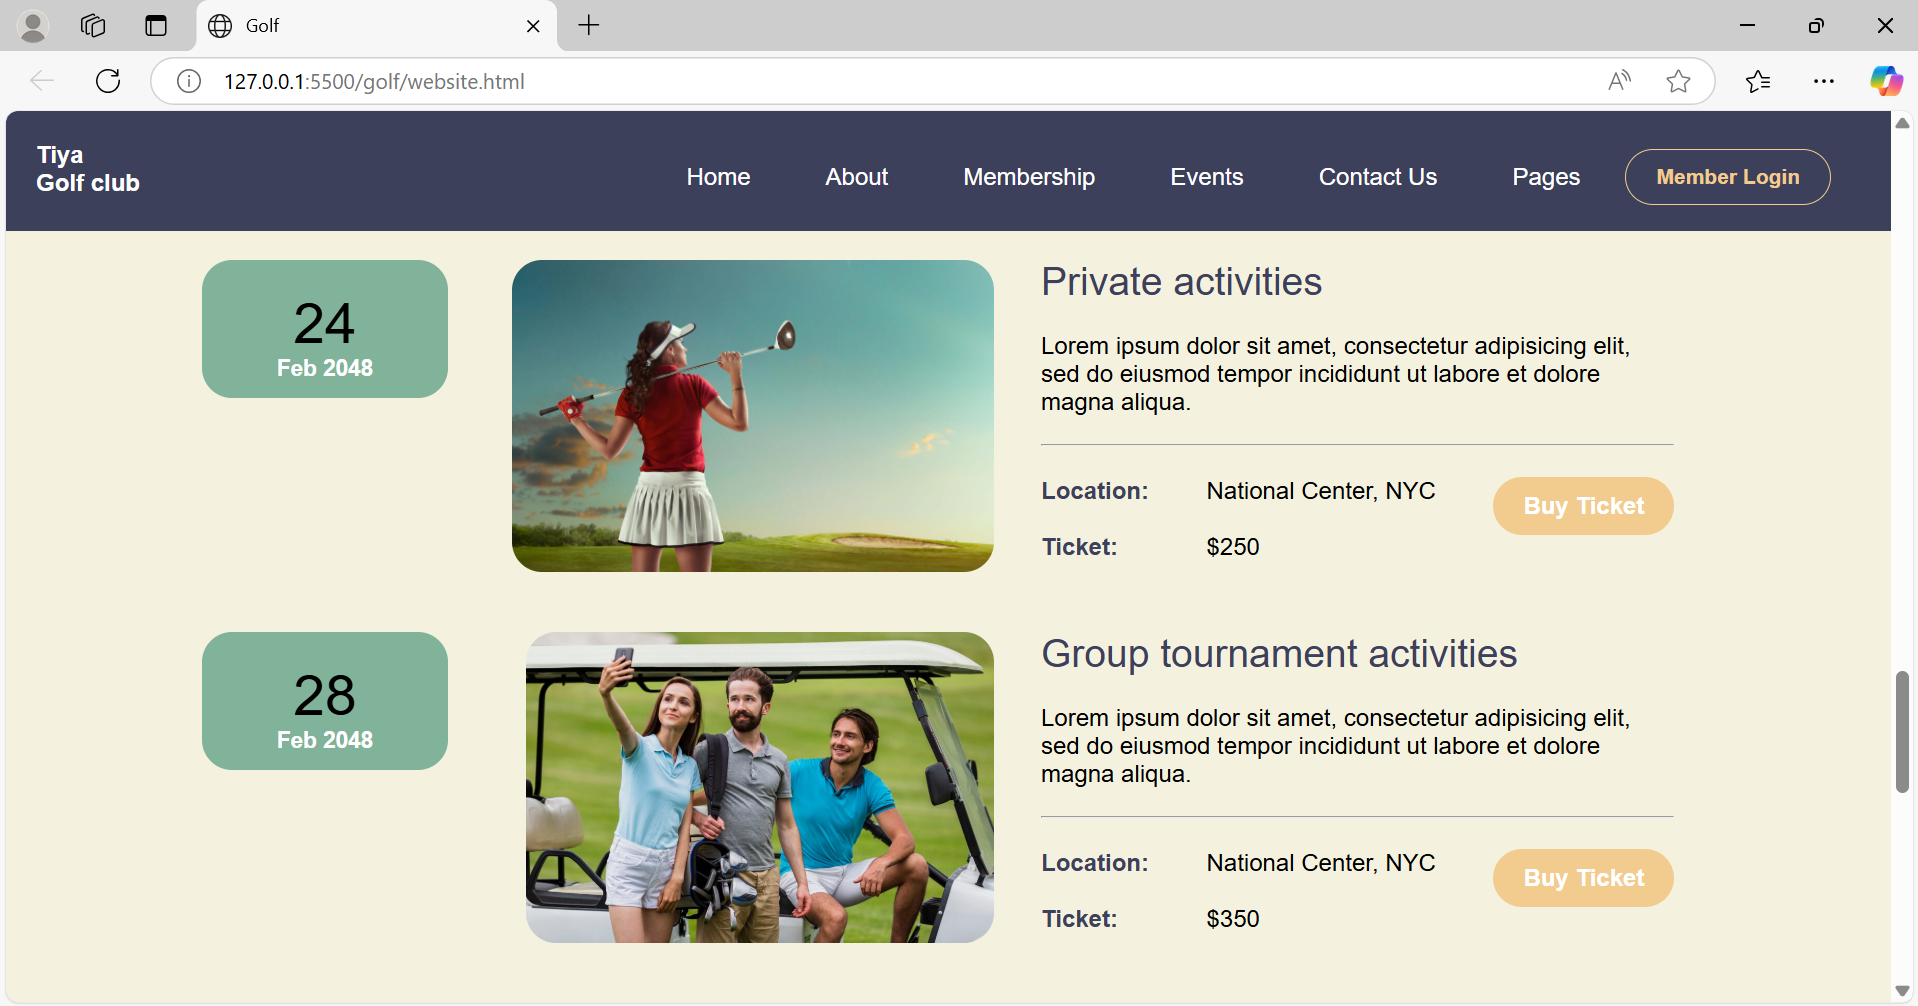 Golf
127.0.0.1:5500/golf/website.html
Tiya
Golf club
Home
About
Membership
Events
Contact Us
Pages
Member Login
24
Feb 2048
Private activities
Lorem ipsum dolor sit amet, consectetur adipisicing elit,
sed do eiusmod tempor incididunt ut labore et dolore
magna aliqua.
Location:
National Center, NYC
Buy Ticket
Ticket:
$250
28
Feb 2048
Group tournament activities
Lorem ipsum dolor sit amet, consectetur adipisicing elit,
sed do eiusmod tempor incididunt ut labore et dolore
magna aliqua.
Location:
National Center, NYC
Buy Ticket
Ticket:
$350